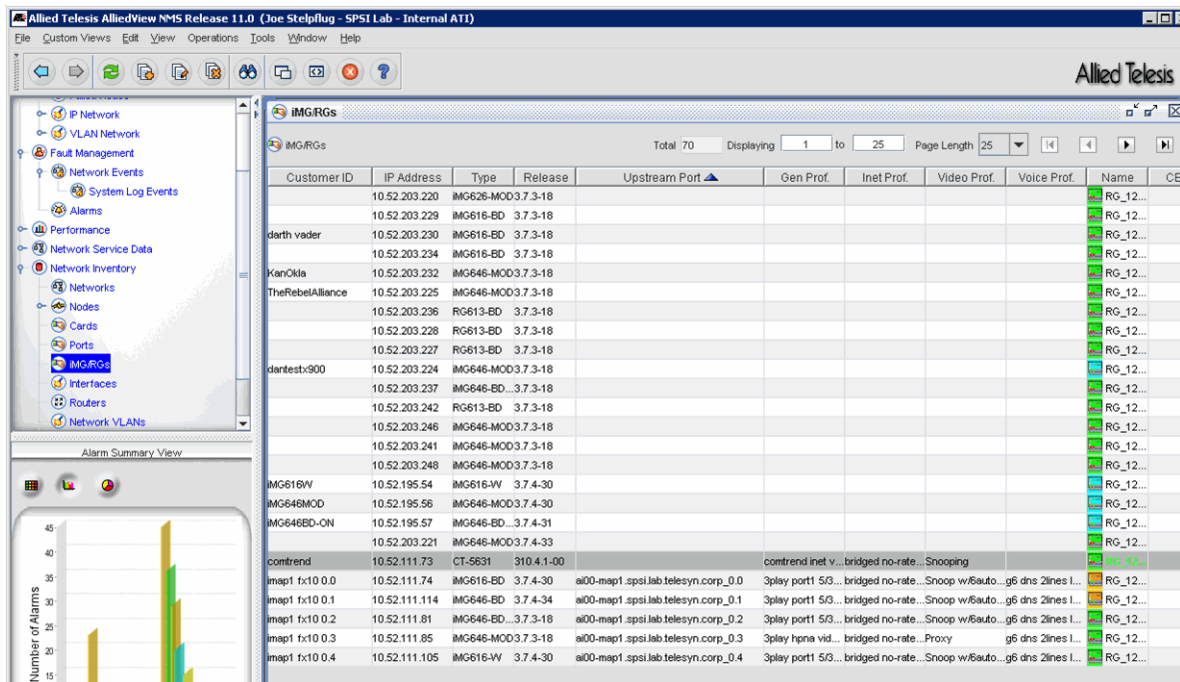 Allied Telesis AlliedView NMS Release 11.0 (Joe Stelpflug - SPSI Lab - Internal ATI)
File Custom Views Edit View Operations Tools Window Help
Allied Telesis
IP Network
VLAN Network
Fault Management
Network Events
System Log Events
Alarms
Performance
Network Service Data
Network Inventory
Networks
Nodes
Cards
Ports
iMG/RGs
Interfaces
Routers
Network VLANs
Alarm Summary View
45
40
35
30
25
20
15
Number of Alarms
iMG/RGs
iMG/RGs Total 70 Displaying 1 to 25 Page Length 25
Customer ID IP Address Type Release Upstream Port Gen Prof. Inet Prof. Video Prof. Voice Prof. Name CE
10.52.203.220 iMG626-MOD 3.7.3-18 RG_12...
10.52.203.229 iMG616-BD 3.7.3-18 RG_12...
darth vader 10.52.203.230 iMG616-BD 3.7.3-18 RG_12...
10.52.203.234 iMG616-BD 3.7.3-18 RG_12...
KanOkla 10.52.203.232 iMG646-MOD 3.7.3-18 RG_12...
TheRebelAlliance 10.52.203.225 iMG646-MOD 3.7.3-18 RG_12...
10.52.203.236 RG613-BD 3.7.3-18 RG_12...
10.52.203.228 RG613-BD 3.7.3-18 RG_12...
10.52.203.227 RG613-BD 3.7.3-18 RG_12...
dantestx900 10.52.203.224 iMG646-MOD 3.7.3-18 RG_12...
10.52.203.237 iMG646-BD... 3.7.3-18 RG_12...
10.52.203.242 RG613-BD 3.7.3-18 RG_12...
10.52.203.246 iMG646-MOD 3.7.3-18 RG_12...
10.52.203.241 iMG646-MOD 3.7.3-18 RG_12...
10.52.203.248 iMG646-MOD 3.7.3-18 RG_12...
iMG616W 10.52.195.54 iMG616-W 3.7.4-30 RG_12...
iMG646MOD 10.52.195.56 iMG646-MOD 3.7.4-30 RG_12...
iMG646BD-ON 10.52.195.57 iMG646-BD... 3.7.4-31 RG_12...
10.52.203.221 iMG646-MOD 3.7.4-33 RG_12...
comtrend 10.52.111.73 CT-5631 310.4.1-00 comtrend inet v... bridged no-rate... Snooping RG_12...
imap1 fx10 0.0 10.52.111.74 iMG616-BD 3.7.4-30 ai00-map1.spsi.lab.telesyn.corp_0.0 3play port1 5/3... bridged no-rate... Snoop w/6auto... g6 dns 2lines l... RG_12...
imap1 fx10 0.1 10.52.111.114 iMG646-BD 3.7.4-34 ai00-map1.spsi.lab.telesyn.corp_0.1 3play port1 5/3... bridged no-rate... Snoop w/6auto... g6 dns 2lines l... RG_12...
imap1 fx10 0.2 10.52.111.81 iMG646-BD... 3.7.3-18 ai00-map1.spsi.lab.telesyn.corp_0.2 3play port1 5/3... bridged no-rate... Snoop w/6auto... g6 dns 2lines l... RG_12...
imap1 fx10 0.3 10.52.111.85 iMG646-MOD 3.7.3-18 ai00-map1.spsi.lab.telesyn.corp_0.3 3play hpna vid... bridged no-rate... Proxy g6 dns 2lines l... RG_12...
imap1 fx10 0.4 10.52.111.105 iMG616-W 3.7.4-30 ai00-map1.spsi.lab.telesyn.corp_0.4 3play port1 5/3... bridged no-rate... Snoop w/6auto... g6 dns 2lines l... RG_12...